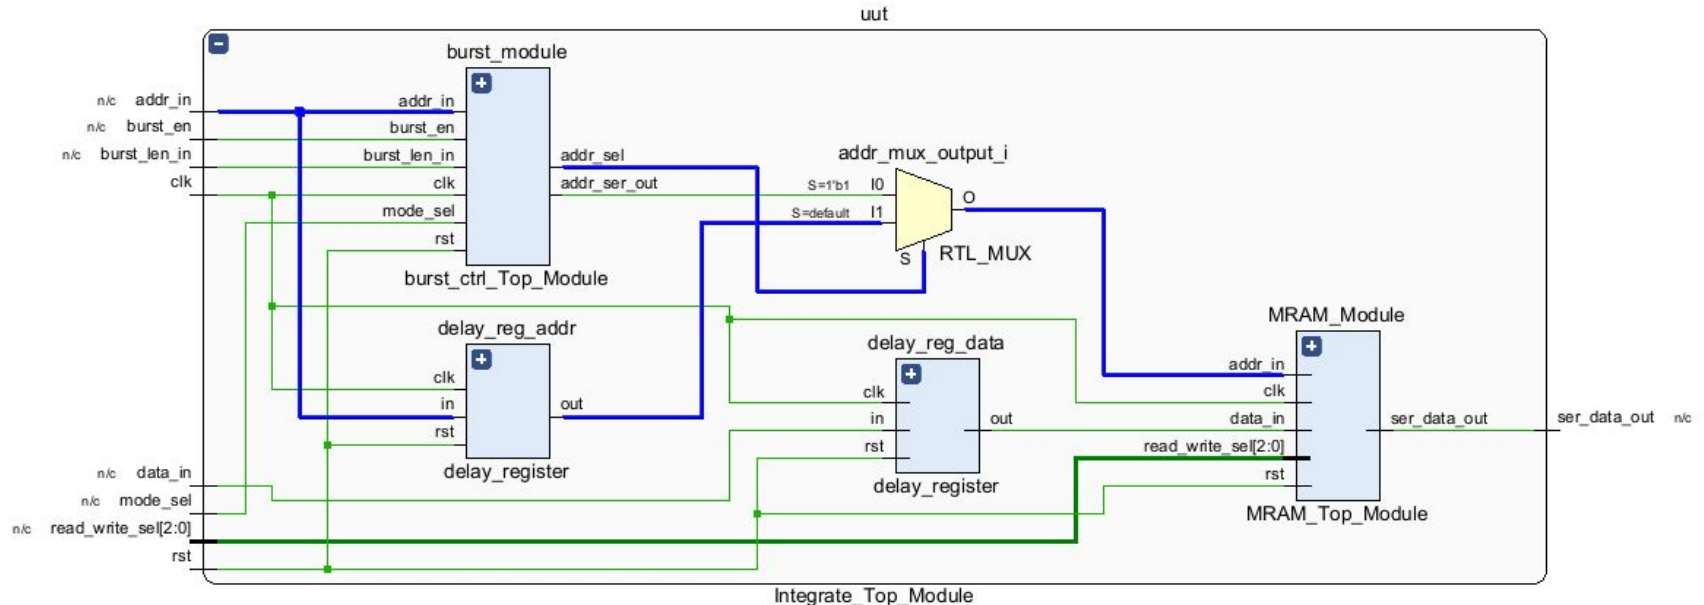 uut
burst_module
n/c addr_in
addr_in
n/c burst_en
burst_en
n/c burst_len_in
burst_len_in
addr_sel
clk
clk
addr_ser_out
mode_sel
rst
burst_ctrl_Top_Module
addr_mux_output_i
S=1'b1 I0
S=default I1
O
S
RTL_MUX
delay_reg_addr
clk
in
out
rst
delay_register
delay_reg_data
clk
in
out
rst
delay_register
MRAM_Module
addr_in
clk
data_in
ser_data_out
read_write_sel[2:0]
rst
MRAM_Top_Module
ser_data_out n/c
n/c data_in
n/c mode_sel
n/c read_write_sel[2:0]
rst
Integrate_Top_Module